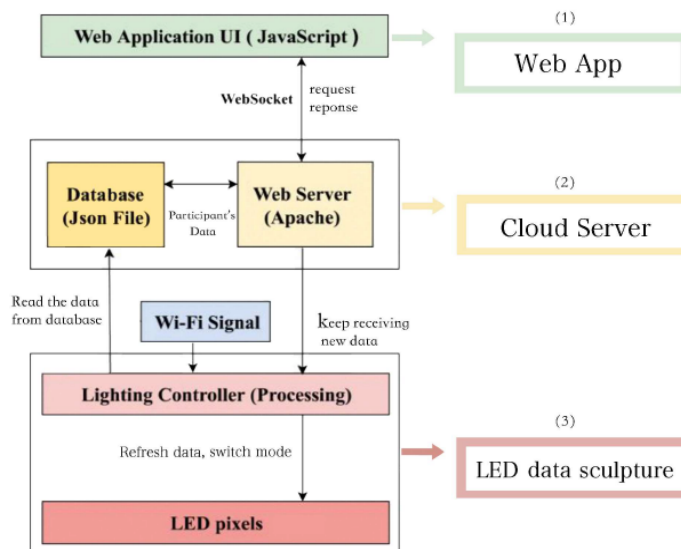 Web Application UI ( JavaScript )
(1)
Web App
WebSocket
request
reponse
Database
(Json File)
Participant's
Data
Web Server
(Apache)
(2)
Cloud Server
Read the data
from database
Wi-Fi Signal
keep receiving
new data
Lighting Controller (Processing)
Refresh data, switch mode
LED pixels
(3)
LED data sculpture